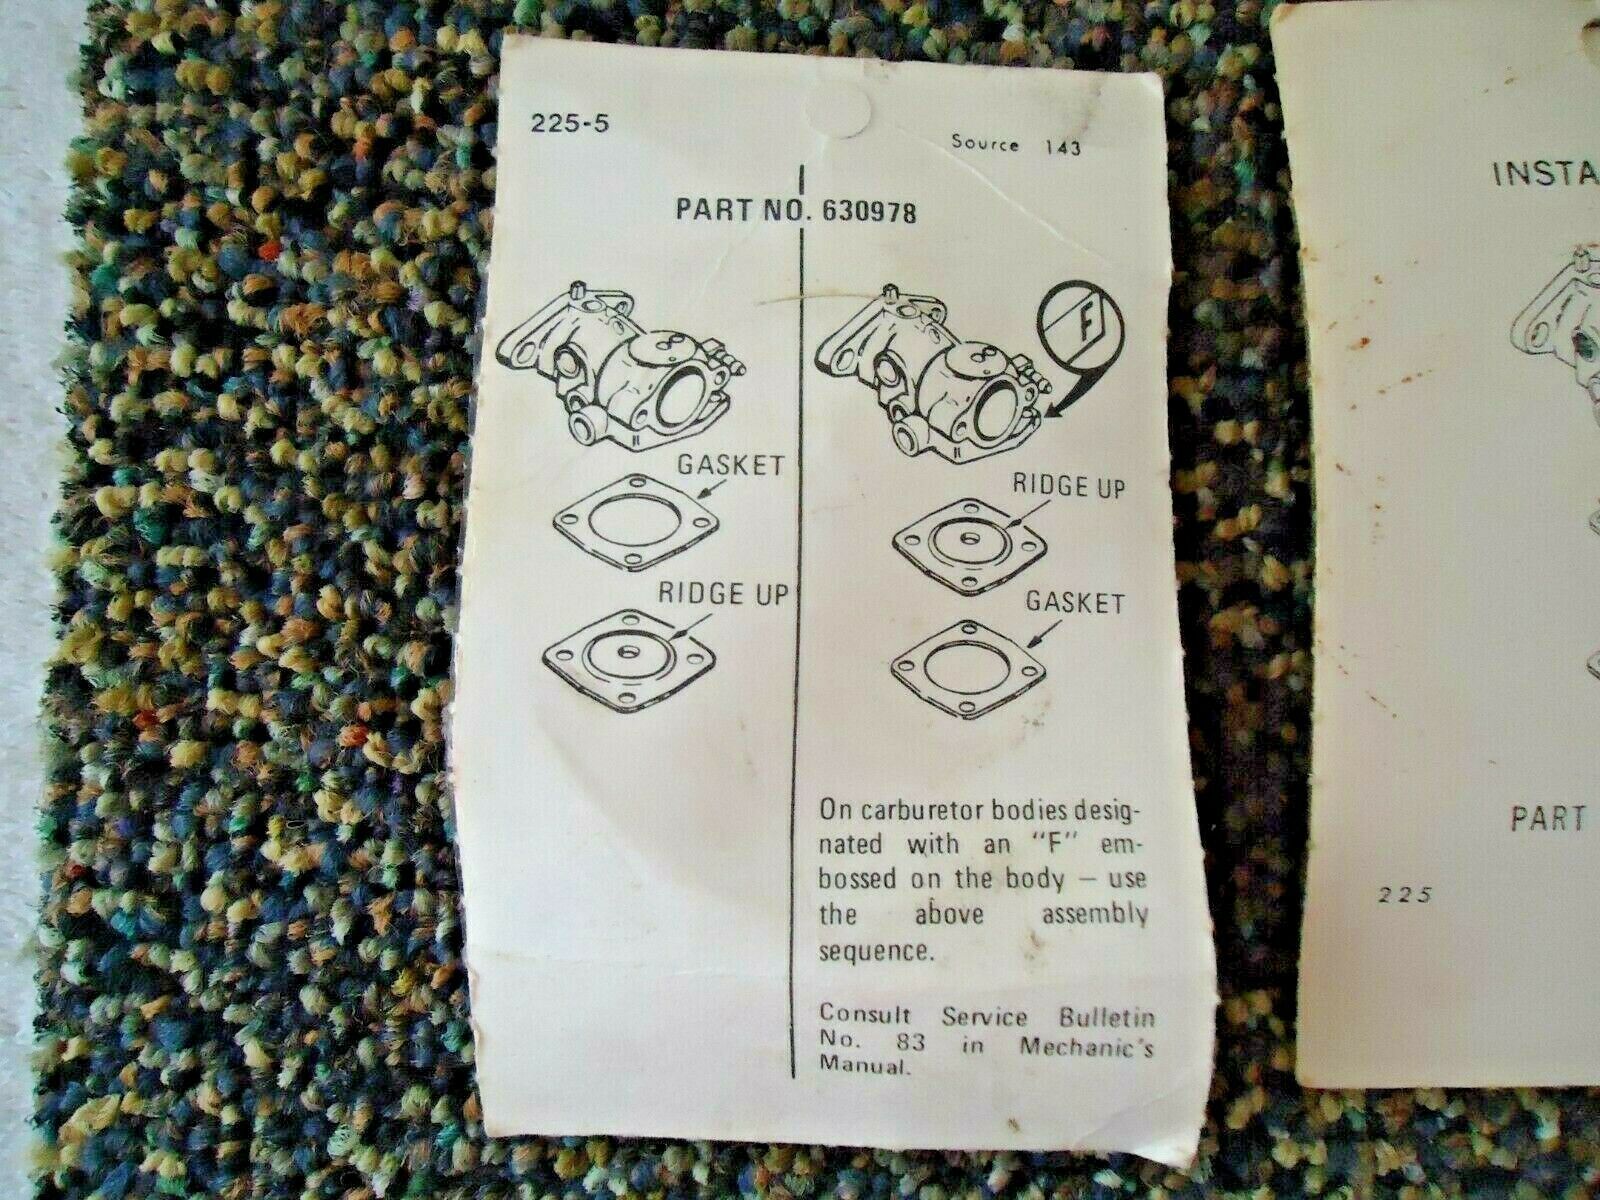 225-5
Source 143
PART NO. 630978
F
GASKET
RIDGE UP
RIDGE UP
GASKET
On carburetor bodies desig-
nated with an "F" em-
bossed on the body — use
the above assembly
sequence.
Consult Service Bulletin
No. 83 in Mechanic's
Manual.
INSTA
PART
225